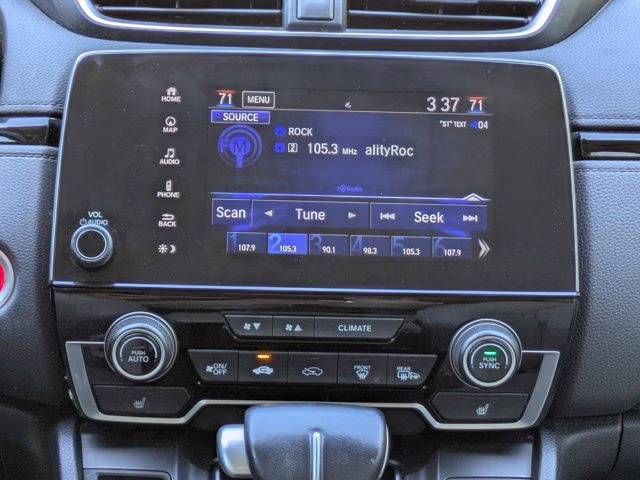 71 MENU 3 37 71
SOURCE
"ST" TEXT 04
FM
ROCK
2 105.3 MHz alityRoc
HD Radio
Scan Tune Seek
1 2 3 4 5 6
107.9 105.3 90.1 98.3 105.3 107.9
HOME
MAP
AUDIO
PHONE
BACK
VOL
AUDIO
CLIMATE
PUSH
AUTO
ON/
OFF
FRONT
REAR
PUSH
SYNC